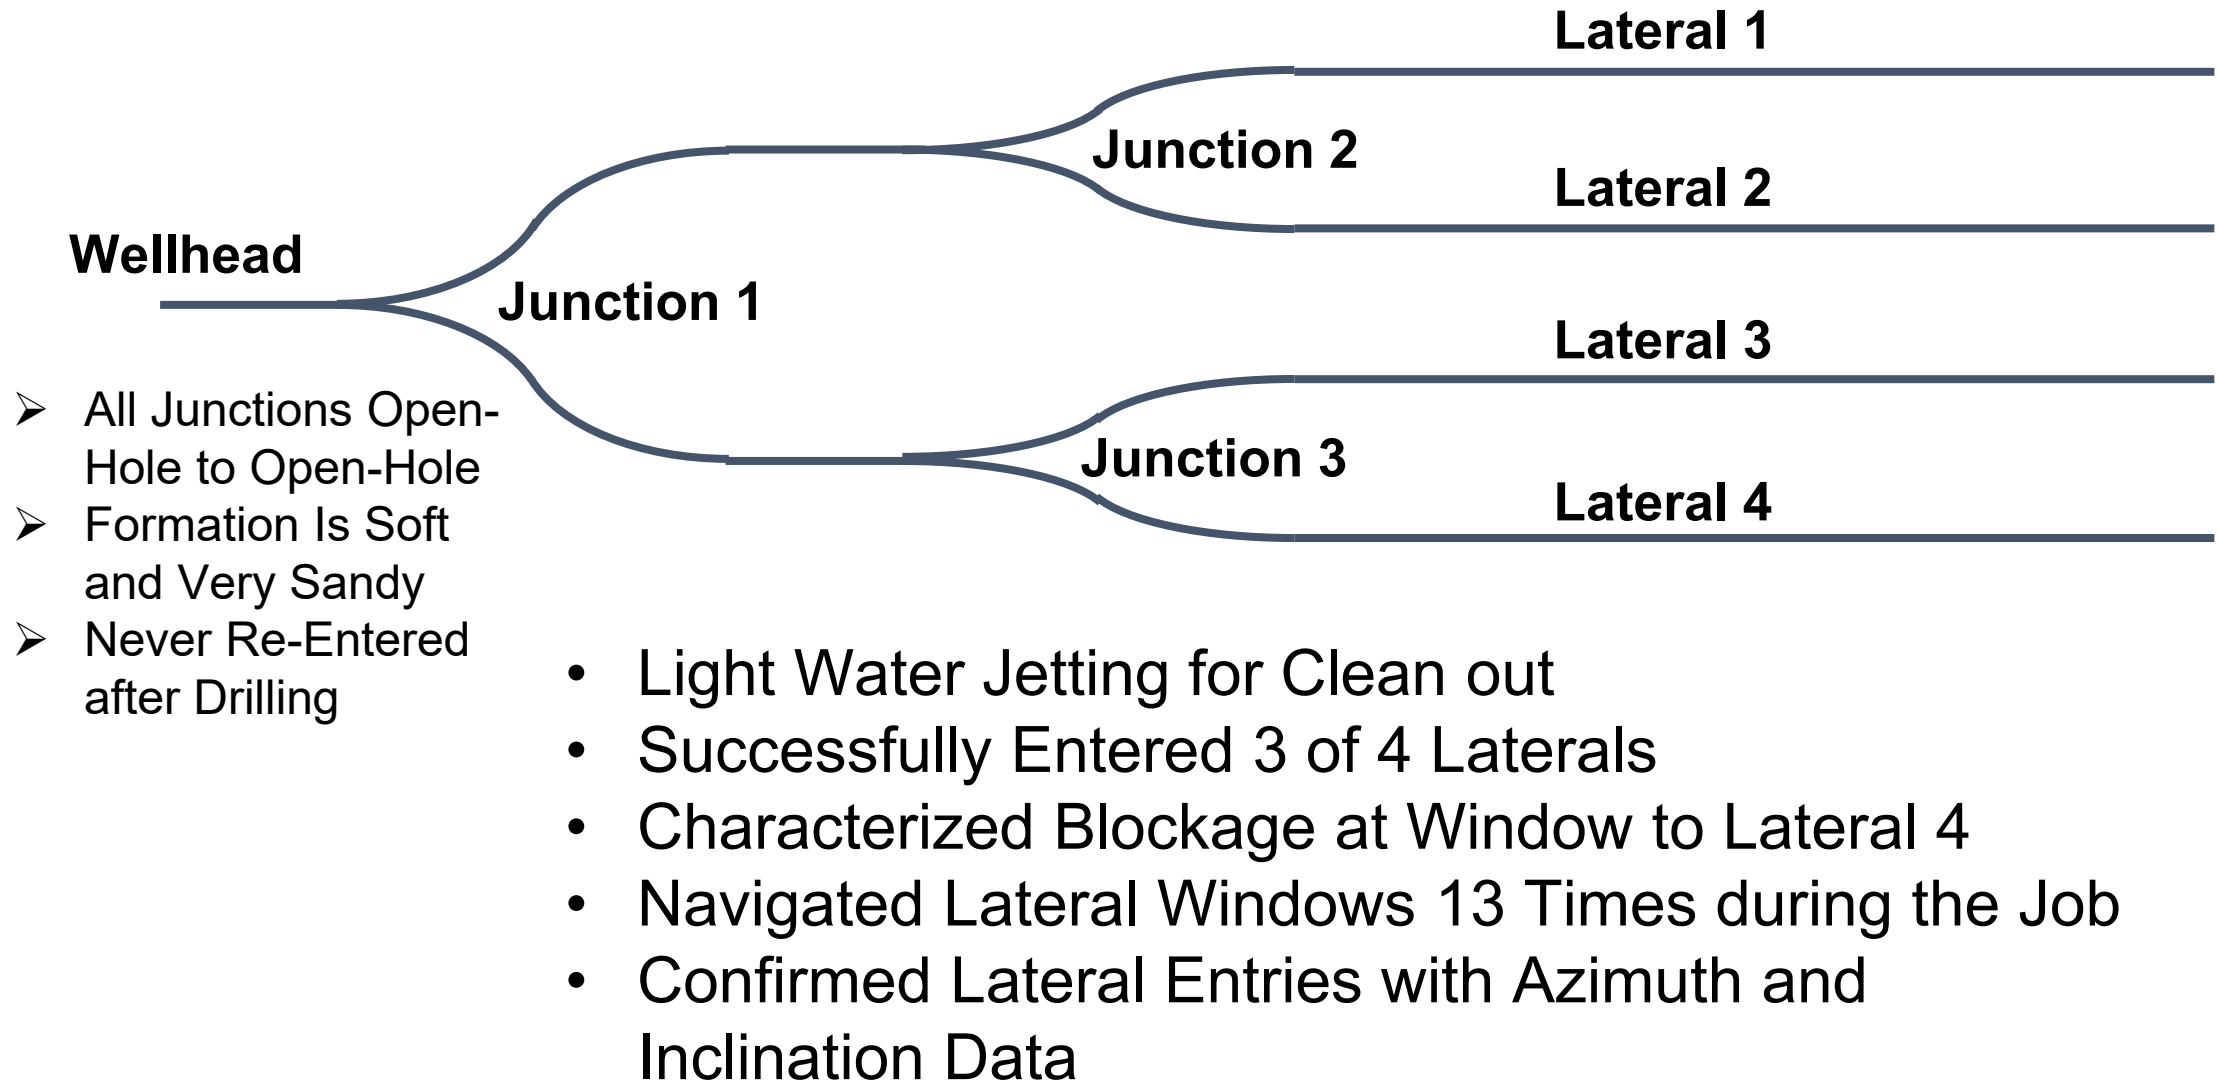 Lateral 1
Junction 2
Lateral 2
Wellhead
Junction 1
Lateral 3
Junction 3
Lateral 4
➢ All Junctions Open-
Hole to Open-Hole
➢ Formation Is Soft
and Very Sandy
➢ Never Re-Entered
after Drilling
• Light Water Jetting for Clean out
• Successfully Entered 3 of 4 Laterals
• Characterized Blockage at Window to Lateral 4
• Navigated Lateral Windows 13 Times during the Job
• Confirmed Lateral Entries with Azimuth and
Inclination Data